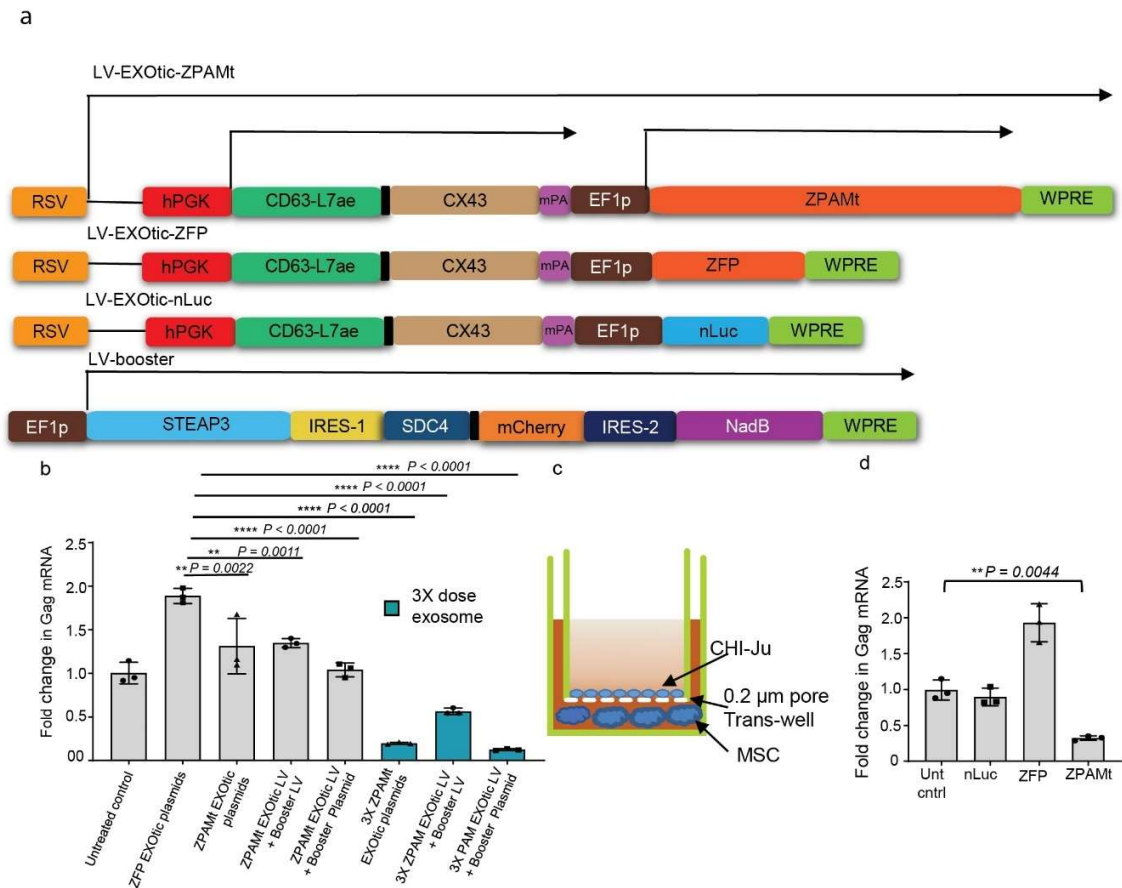 a
LV-EXOtic-ZPAMt
RSV hPGK CD63-L7ae CX43 mPA EF1p ZPAMt WPRE
LV-EXOtic-ZFP
RSV hPGK CD63-L7ae CX43 mPA EF1p ZFP WPRE
LV-EXOtic-nLuc
RSV hPGK CD63-L7ae CX43 mPA EF1p nLuc WPRE
LV-booster
EF1p STEAP3 IRES-1 SDC4 mCherry IRES-2 NadB WPRE
b
**** P < 0.0001
**** P < 0.0001
**** P < 0.0001
**** P < 0.0001
** P = 0.0011
** P = 0.0022
Fold change in Gag mRNA
2.5
2.0
1.5
1.0
0.5
00
3X dose
exosome
Untreated control
ZFP EXOtic plasmids
ZPAMt EXOtic
plasmids
ZPAMt EXOtic LV
+ Booster LV
ZPAMt EXOtic LV
+ Booster Plasmid
3X ZPAMt
EXOtic plasmids
3X ZPAM EXOtic LV
+ Booster LV
3X PAM EXOtic LV
+ Booster Plasmid
c
CHI-Ju
0.2 µm pore
Trans-well
MSC
d
** P = 0.0044
Fold change in Gag mRNA
2.5
2.0
1.5
1.0
0.5
0
Unt
cntrl
nLuc
ZFP
ZPAMt